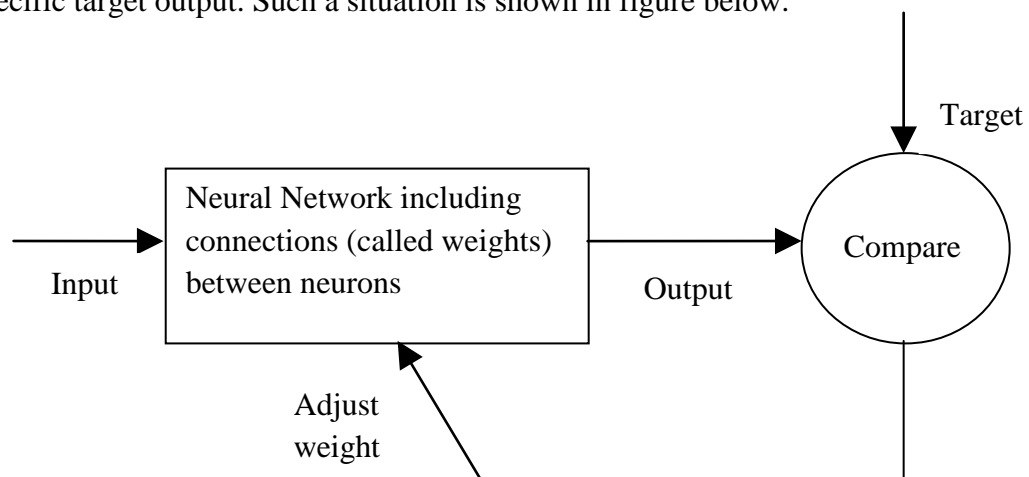 ecific target output. Such a situation is shown in figure below.
Target
Neural Network including
connections (called weights)
between neurons
Compare
Input
Output
Adjust
weight